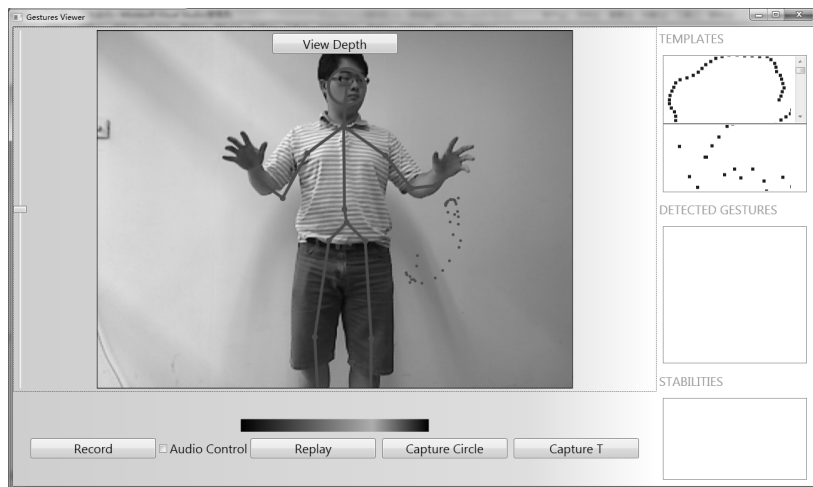 Gestures Viewer
View Depth
TEMPLATES
DETECTED GESTURES
STABILITIES
Record
Audio Control
Replay
Capture Circle
Capture T